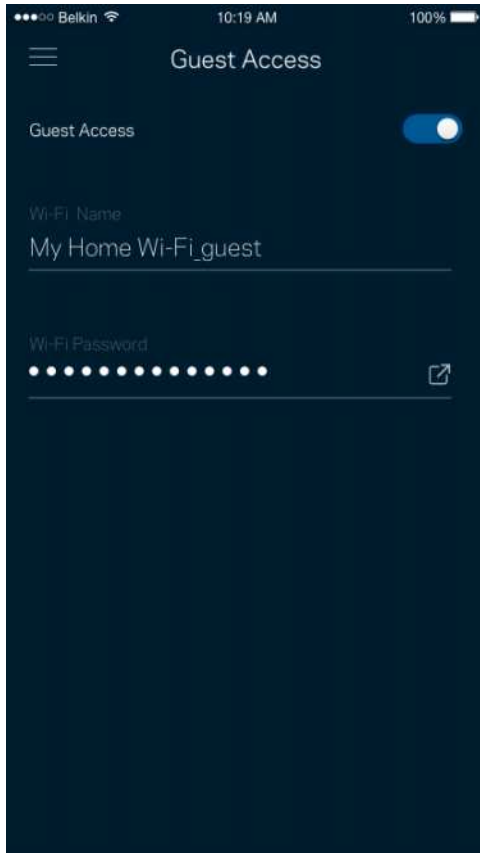 Belkin 10:19 AM 100%
Guest Access
Guest Access
Wi-Fi Name
My Home Wi-Fi_guest
Wi-Fi Password
●●●●●●●●●●●●●●